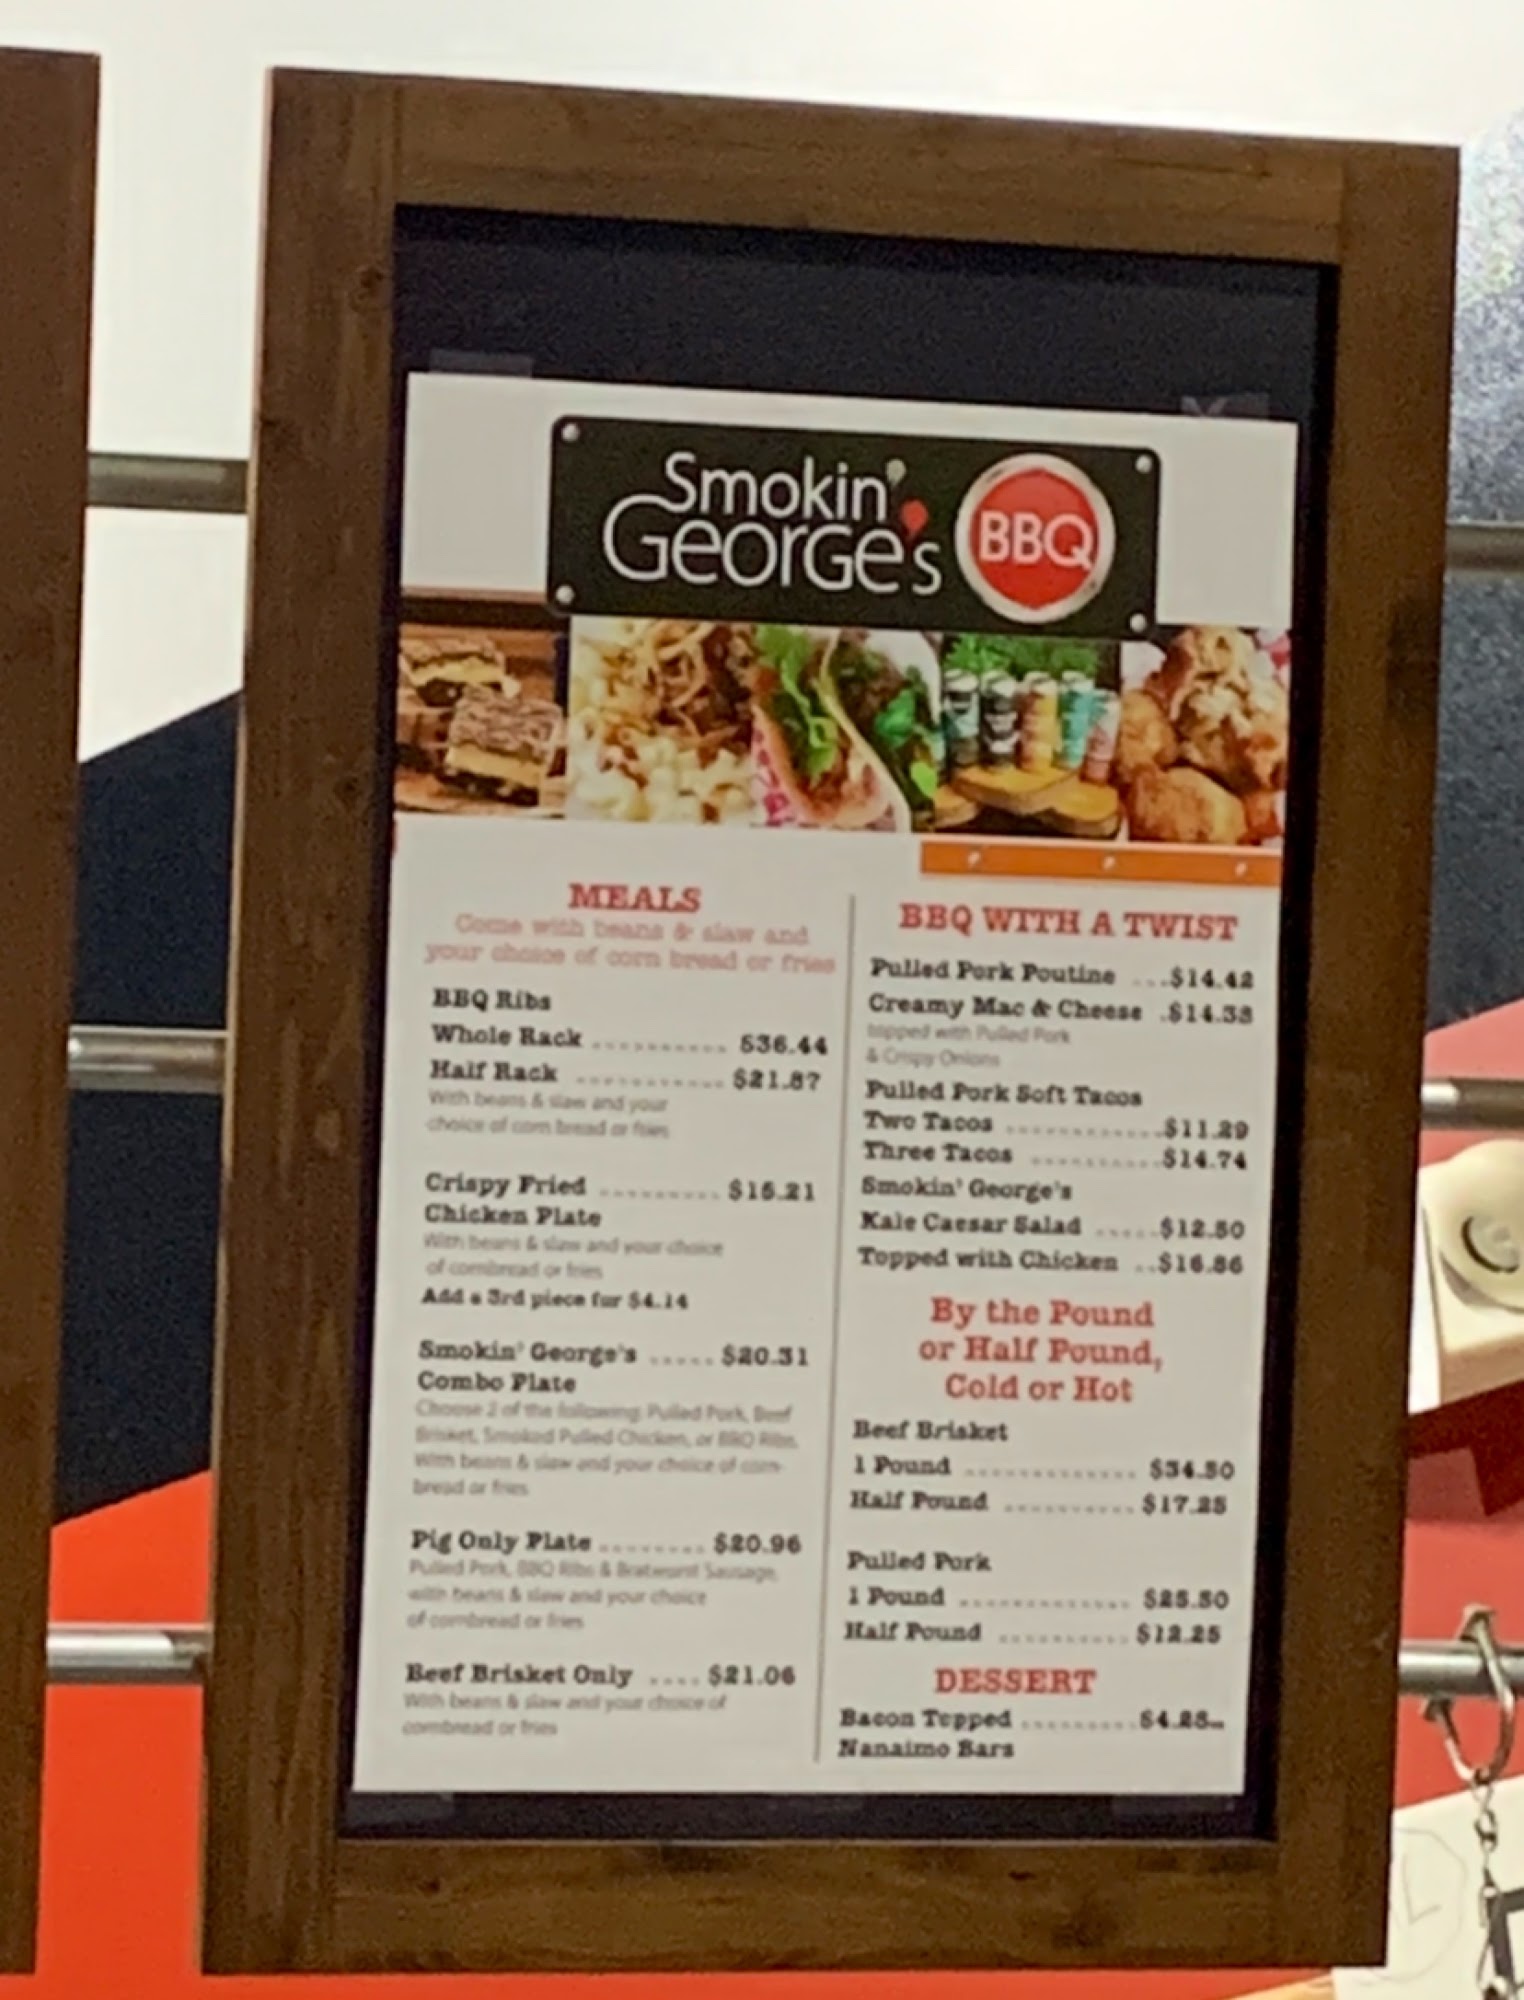 Smokin'
George's
BBQ
MEALS
Come with beans & slaw and
your choice of corn bread or fries
BBQ Ribs
Whole Rack .......... $36.44
Half Rack ........... $21.87
With beans & slaw and your
choice of corn bread or fries
Crispy Fried ......... $15.21
Chicken Plate
With beans & slaw and your choice
of cornbread or fries
Add a 3rd piece for $4.14
Smokin' George's ..... $20.31
Combo Plate
Choose 2 of the following: Pulled Pork, Beef
Brisket, Smoked Pulled Chicken, or BBQ Ribs.
With beans & slaw and your choice of corn-
bread or fries
Pig Only Plate ........ $20.96
Pulled Pork, BBQ Ribs & Bratwurst Sausage,
with beans & slaw and your choice
of cornbread or fries
Beef Brisket Only .... $21.06
With beans & slaw and your choice of
cornbread or fries
BBQ WITH A TWIST
Pulled Pork Poutine ...$14.42
Creamy Mac & Cheese .$14.38
topped with Pulled Pork
& Crispy Onions
Pulled Pork Soft Tacos
Two Tacos .............$11.29
Three Tacos ..........$14.74
Smokin' George's
Kale Caesar Salad .....$12.50
Topped with Chicken ..$16.86
By the Pound
or Half Pound,
Cold or Hot
Beef Brisket
1 Pound ............. $34.50
Half Pound .......... $17.25
Pulled Pork
1 Pound ............. $25.50
Half Pound .......... $12.25
DESSERT
Bacon Topped .........$4.25
Nanaimo Bars